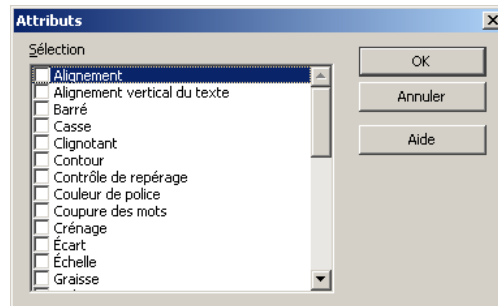 Attributs
Sélection
Alignement
Alignement vertical du texte
Barré
Casse
Clignotant
Contour
Contrôle de repérage
Couleur de police
Coupure des mots
Crénage
Écart
Échelle
Graisse
OK
Annuler
Aide